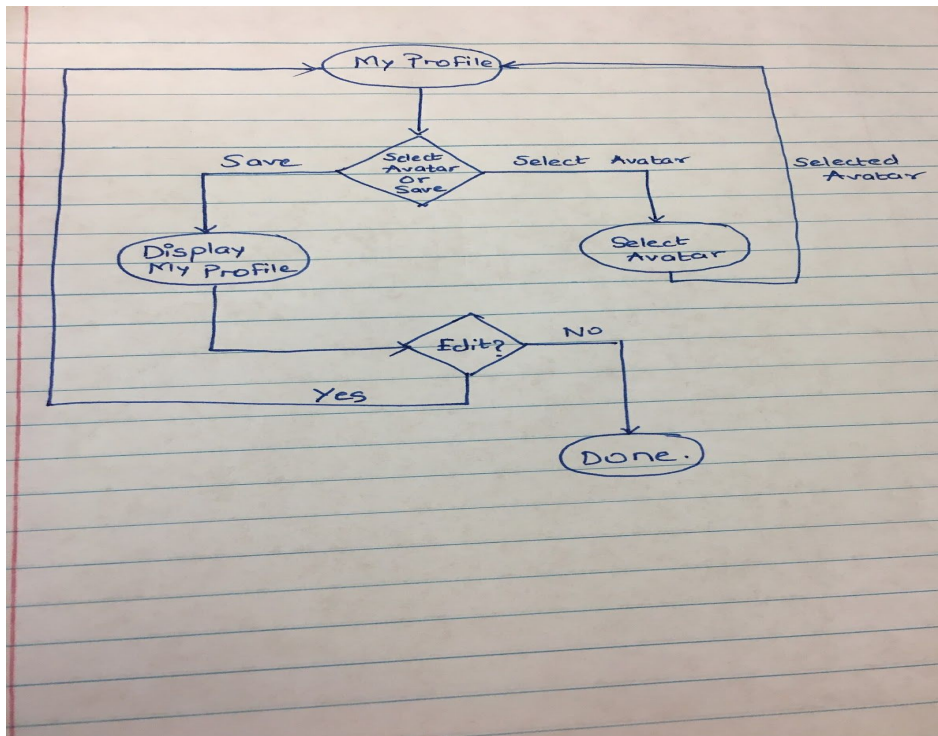 My Profile
Select
Avatar
or
Save
Save
Select Avatar
Selected
Avatar
Display
My Profile
Select
Avatar
Edit?
No
Yes
Done.